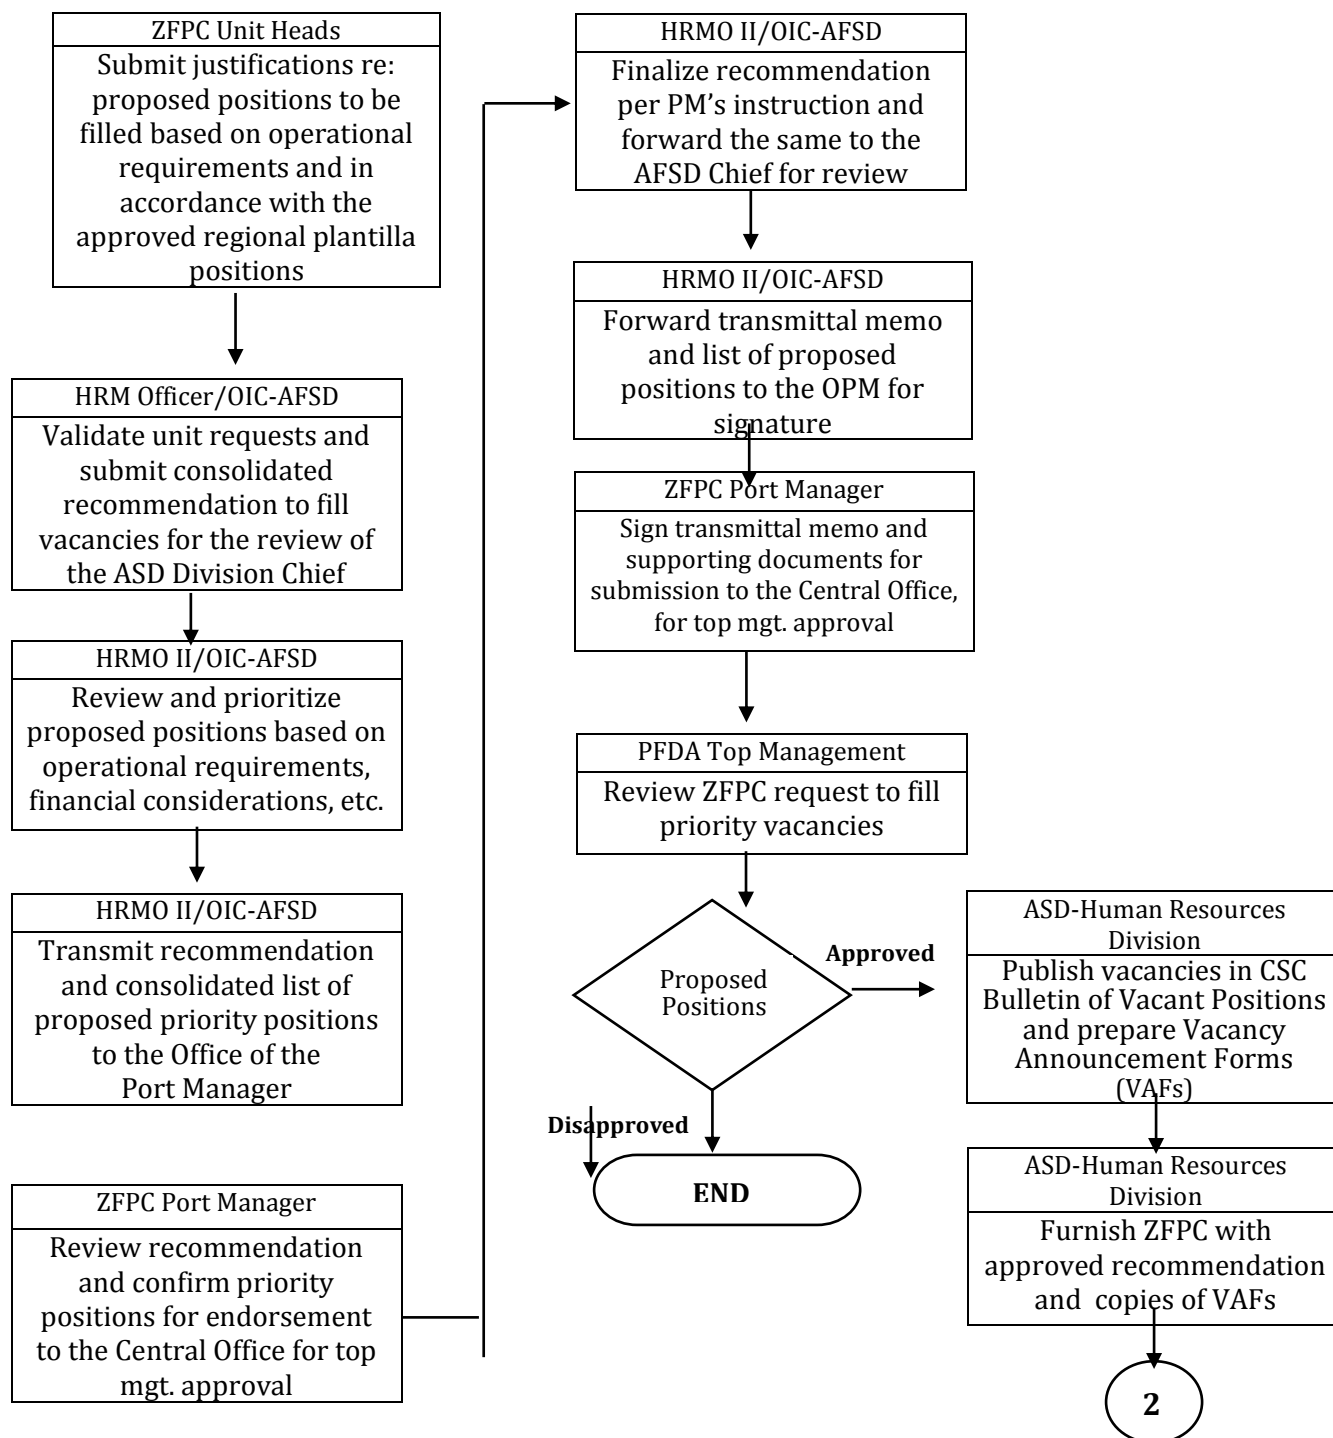 ZFPC Unit Heads
Submit justifications re:
proposed positions to be
filled based on operational
requirements and in
accordance with the
approved regional plantilla
positions
HRM Officer/OIC-AFSD
Validate unit requests and
submit consolidated
recommendation to fill
vacancies for the review of
the ASD Division Chief
HRMO II/OIC-AFSD
Review and prioritize
proposed positions based on
operational requirements,
financial considerations, etc.
HRMO II/OIC-AFSD
Transmit recommendation
and consolidated list of
proposed priority positions
to the Office of the
Port Manager
ZFPC Port Manager
Review recommendation
and confirm priority
positions for endorsement
to the Central Office for top
mgt. approval
HRMO II/OIC-AFSD
Finalize recommendation
per PM’s instruction and
forward the same to the
AFSD Chief for review
HRMO II/OIC-AFSD
Forward transmittal memo
and list of proposed
positions to the OPM for
signature
ZFPC Port Manager
Sign transmittal memo and
supporting documents for
submission to the Central Office,
for top mgt. approval
PFDA Top Management
Review ZFPC request to fill
priority vacancies
Proposed
Positions
Approved
Disapproved
END
ASD-Human Resources
Division
Publish vacancies in CSC
Bulletin of Vacant Positions
and prepare Vacancy
Announcement Forms
(VAFs)
ASD-Human Resources
Division
Furnish ZFPC with
approved recommendation
and copies of VAFs
2